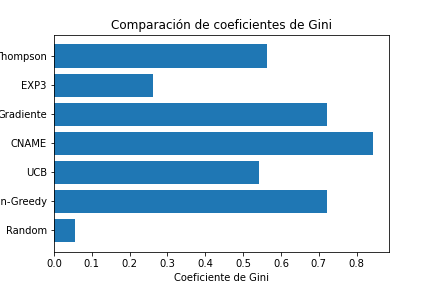 Comparación de coeficientes de Gini
Thompson
EXP3
Gradiente
CNAME
UCB
n-Greedy
Random
0.0 0.1 0.2 0.3 0.4 0.5 0.6 0.7 0.8
Coeficiente de Gini